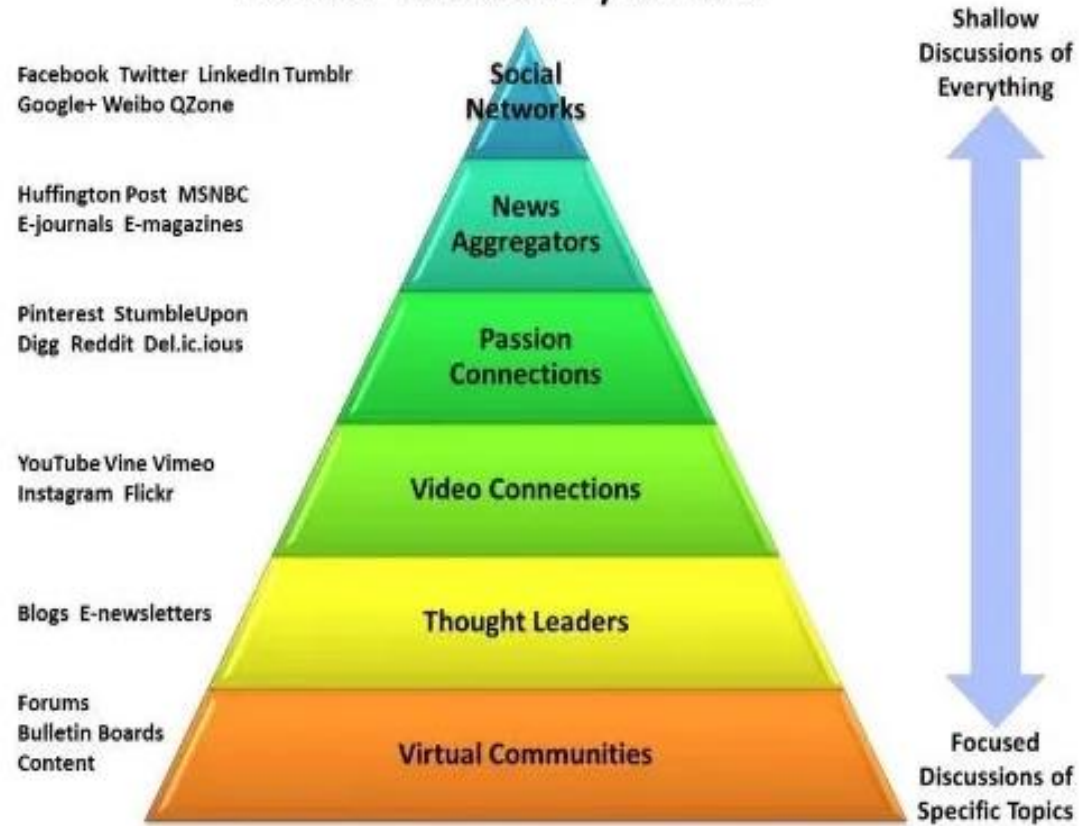 Shallow
Discussions of
Everything
Facebook Twitter LinkedIn Tumblr
Google+ Weibo QZone
Social
Networks
Huffington Post MSNBC
E-journals E-magazines
News
Aggregators
Pinterest StumbleUpon
Digg Reddit Del.ic.ious
Passion
Connections
YouTube Vine Vimeo
Instagram Flickr
Video Connections
Blogs E-newsletters
Thought Leaders
Forums
Bulletin Boards
Content
Virtual Communities
Focused
Discussions of
Specific Topics